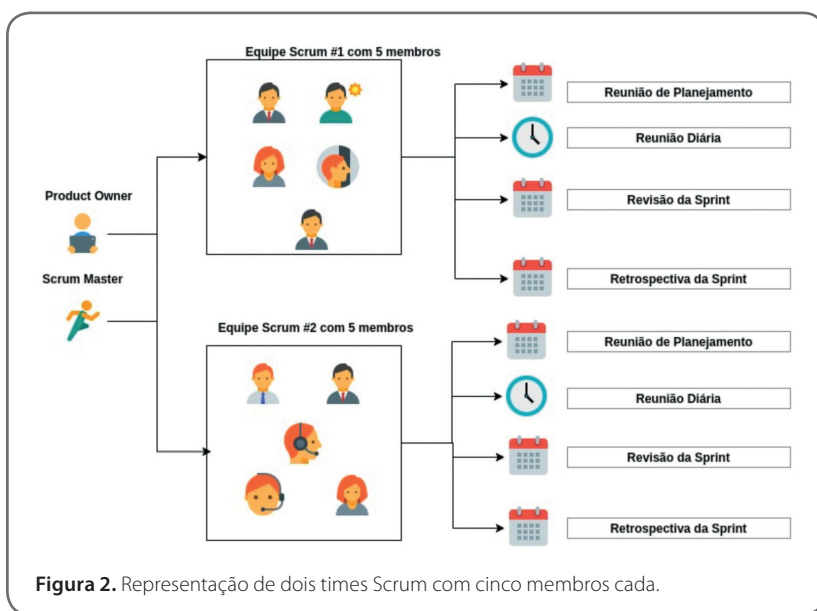 Equipe Scrum #1 com 5 membros
Reunião de Planejamento
Reunião Diária
Revisão da Sprint
Retrospectiva da Sprint
Product Owner
Scrum Master
Equipe Scrum #2 com 5 membros
Reunião de Planejamento
Reunião Diária
Revisão da Sprint
Retrospectiva da Sprint
Figura 2. Representação de dois times Scrum com cinco membros cada.